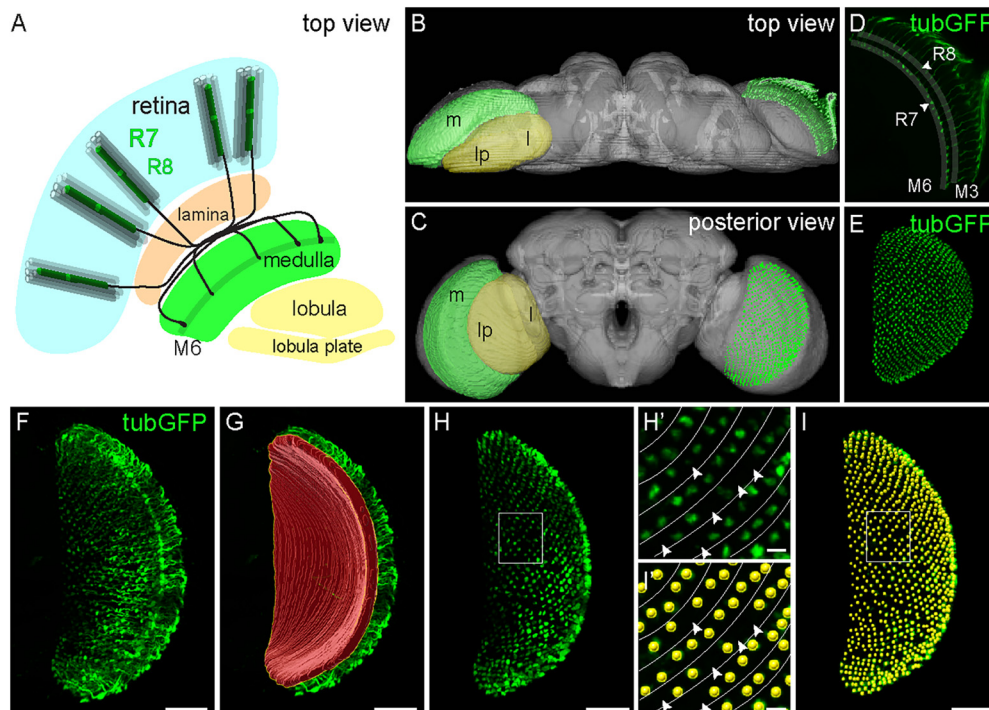 A
top view
retina
R7
R8
lamina
medulla
lobula
lobula plate
M6
B
top view
m
l
lp
C
posterior view
m
l
lp
D
tubGFP
R8
R7
M6
M3
E
tubGFP
F
tubGFP
G
H
H'
I'
I